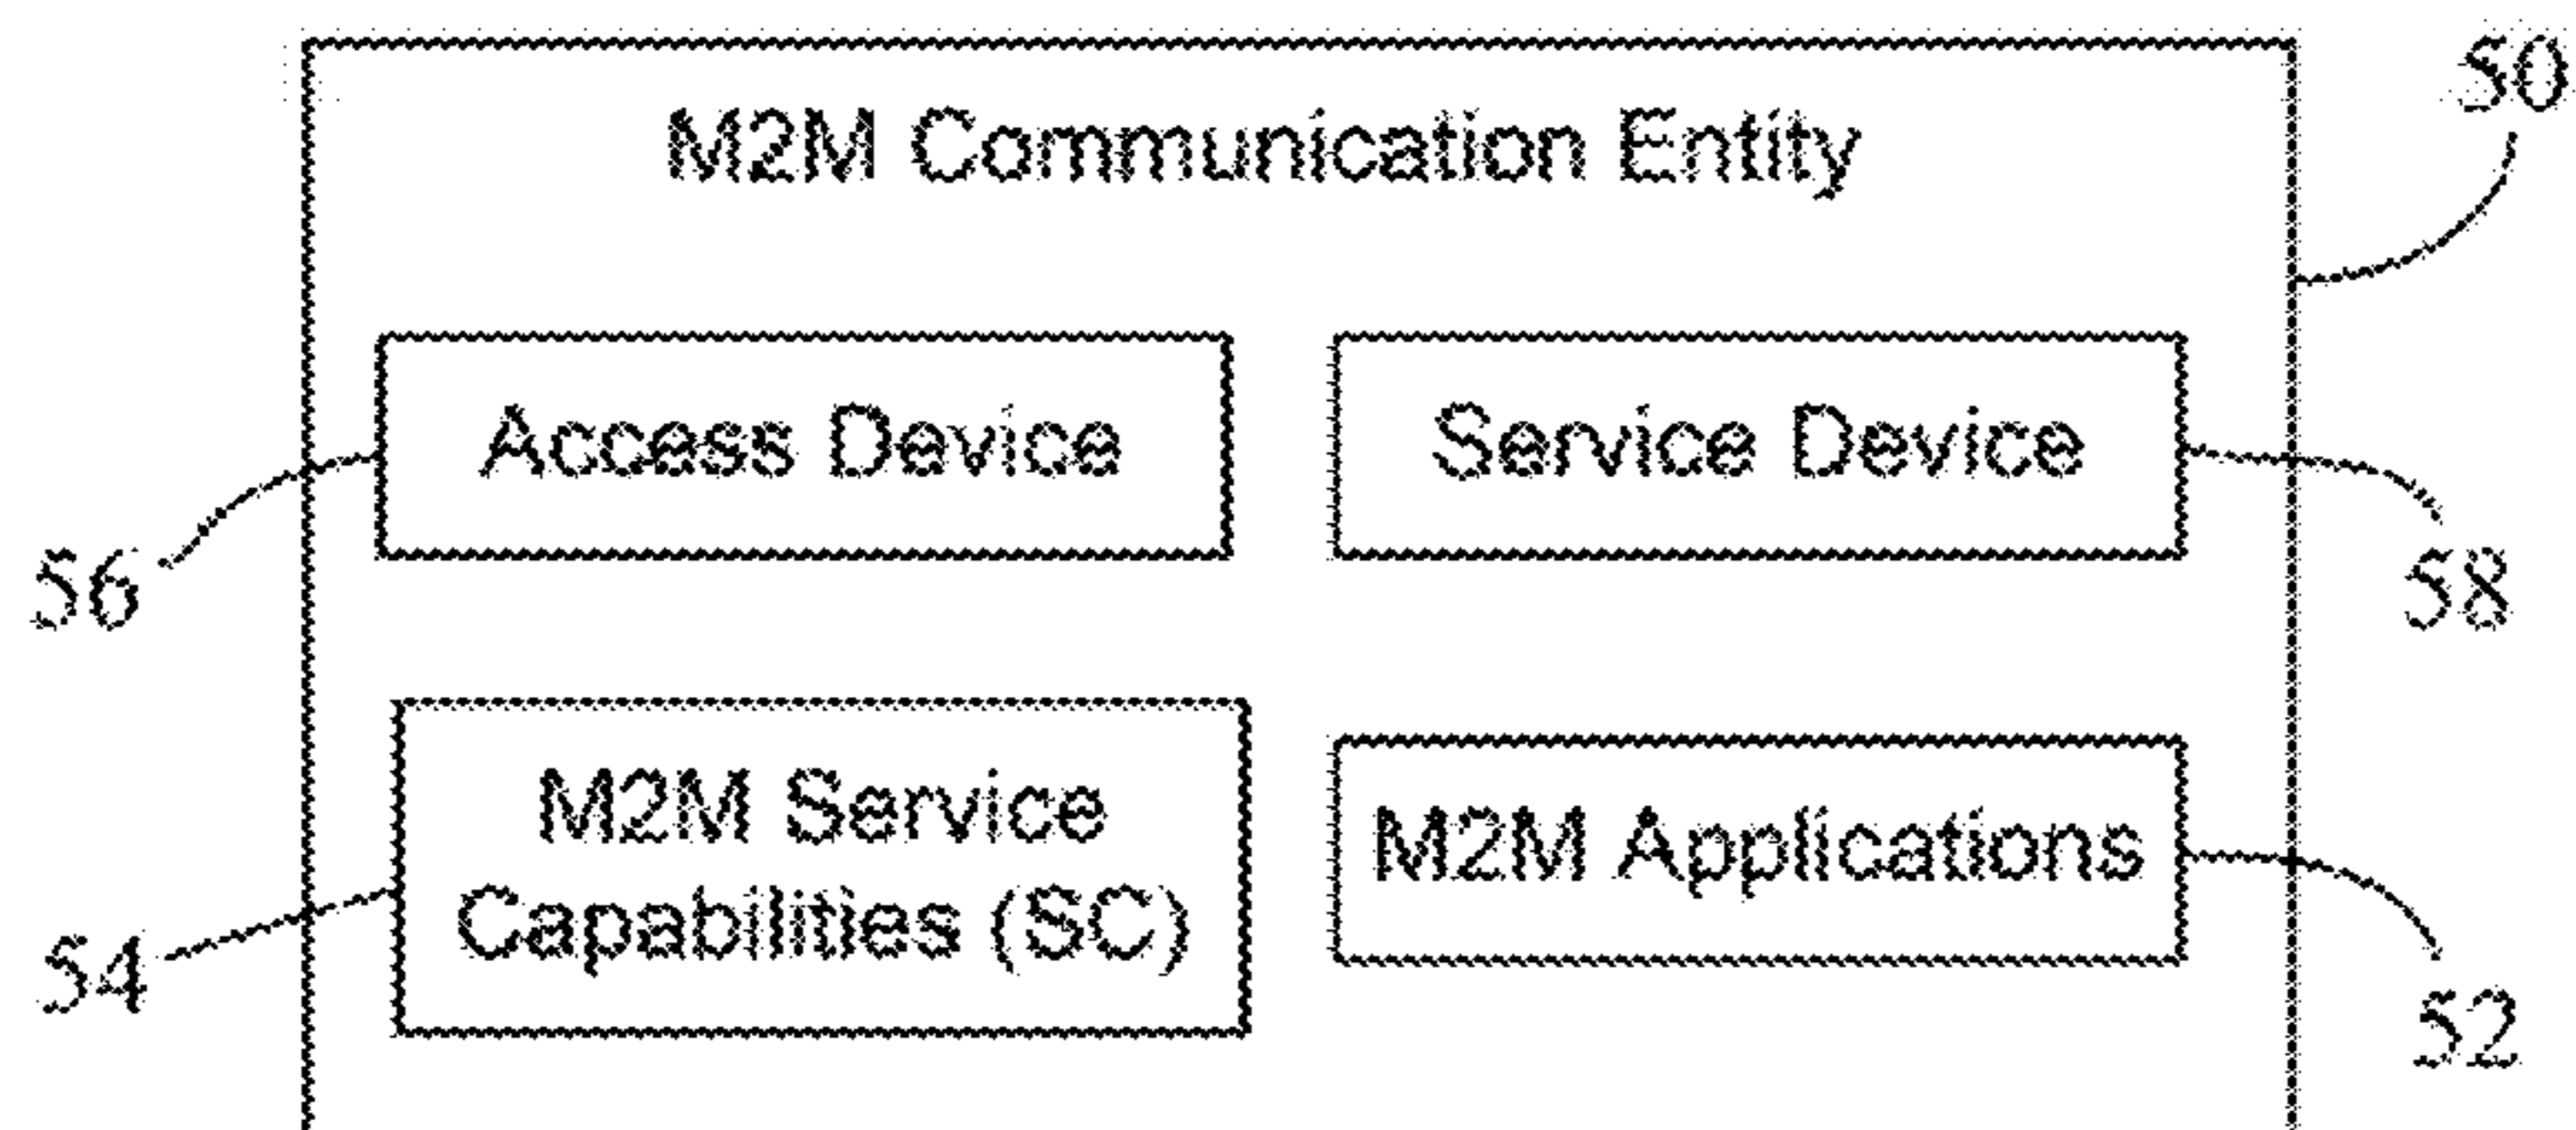 50
M2M Communication Entity
Access Device
Service Device
56
58
M2M Service
Capabilities (SC)
M2M Applications
54
52